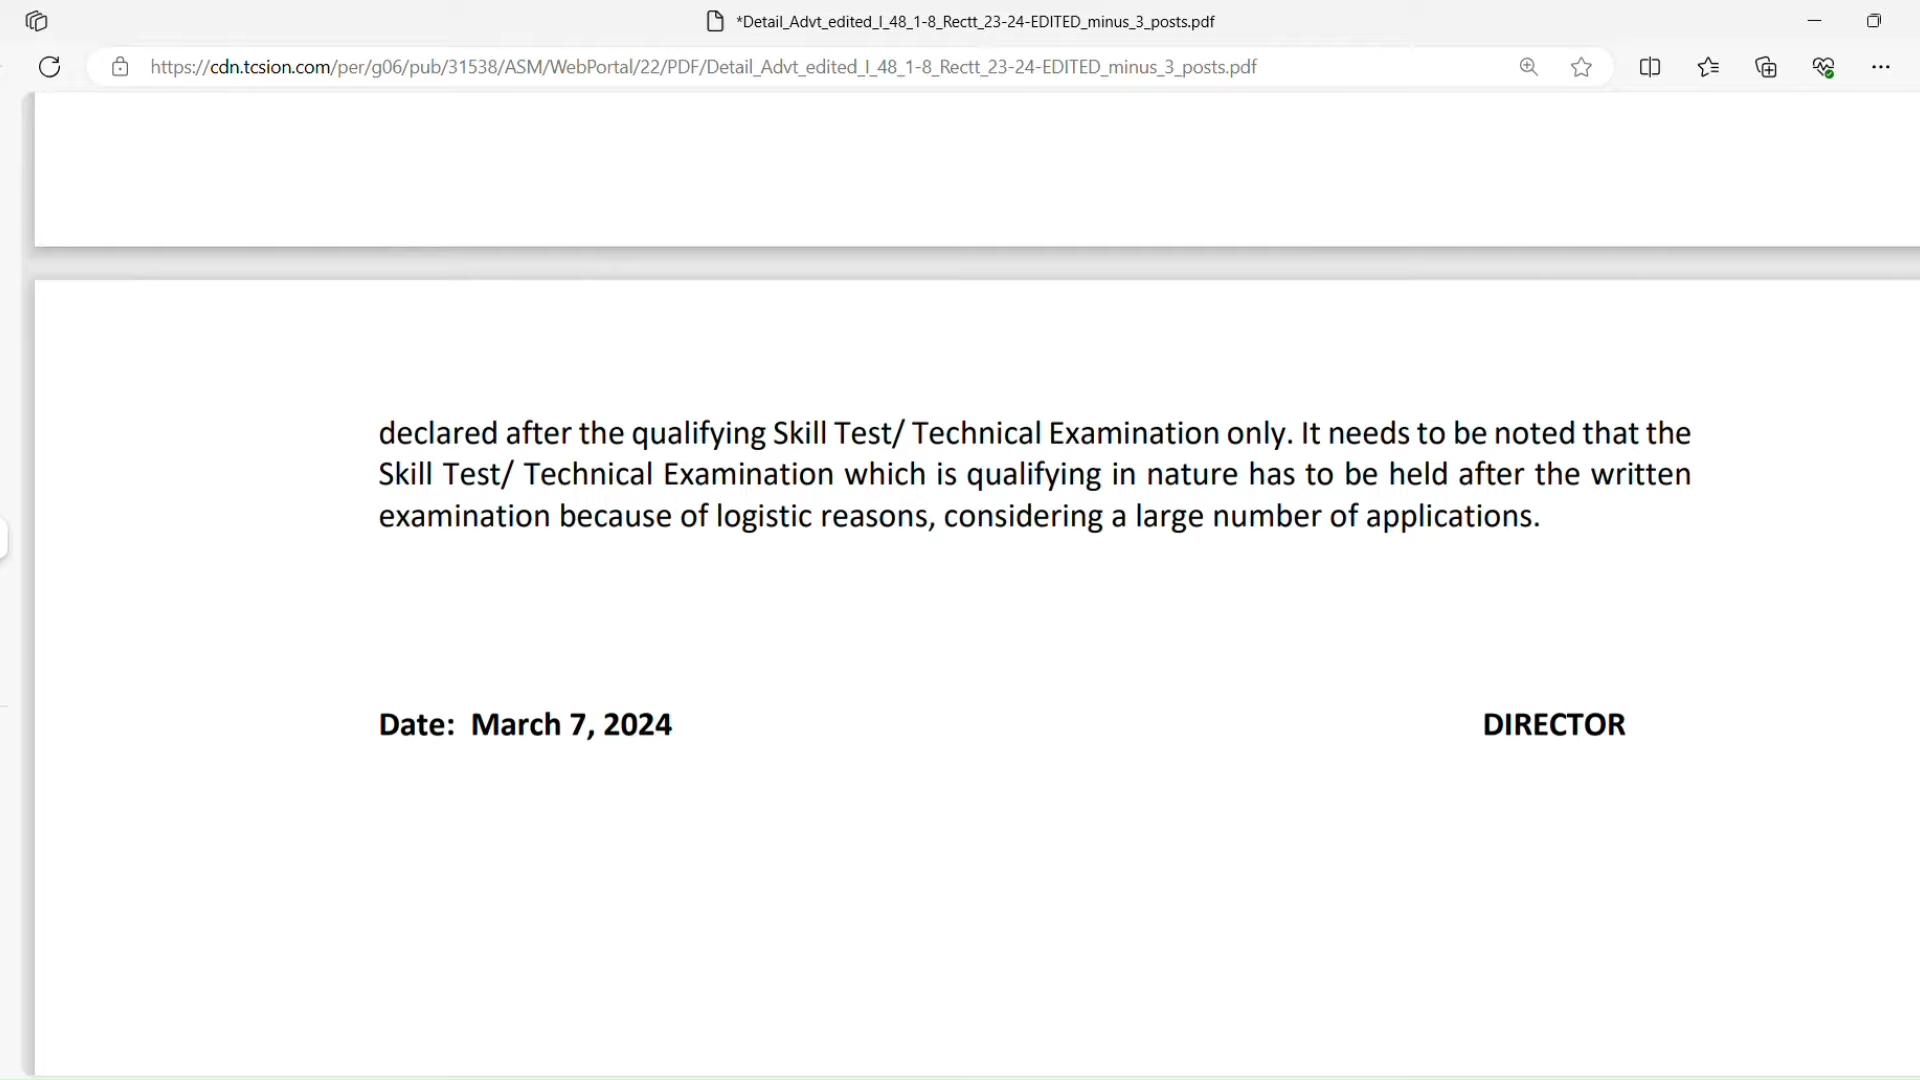 *Detail_Advt_edited_I_48_1-8_Rectt_23-24-EDITED_minus_3_posts.pdf
https://cdn.tcsion.com/per/g06/pub/31538/ASM/WebPortal/22/PDF/Detail_Advt_edited_I_48_1-8_Rectt_23-24-EDITED_minus_3_posts.pdf
declared after the qualifying Skill Test/ Technical Examination only. It needs to be noted that the
Skill Test/ Technical Examination which is qualifying in nature has to be held after the written
examination because of logistic reasons, considering a large number of applications.
Date: March 7, 2024 DIRECTOR